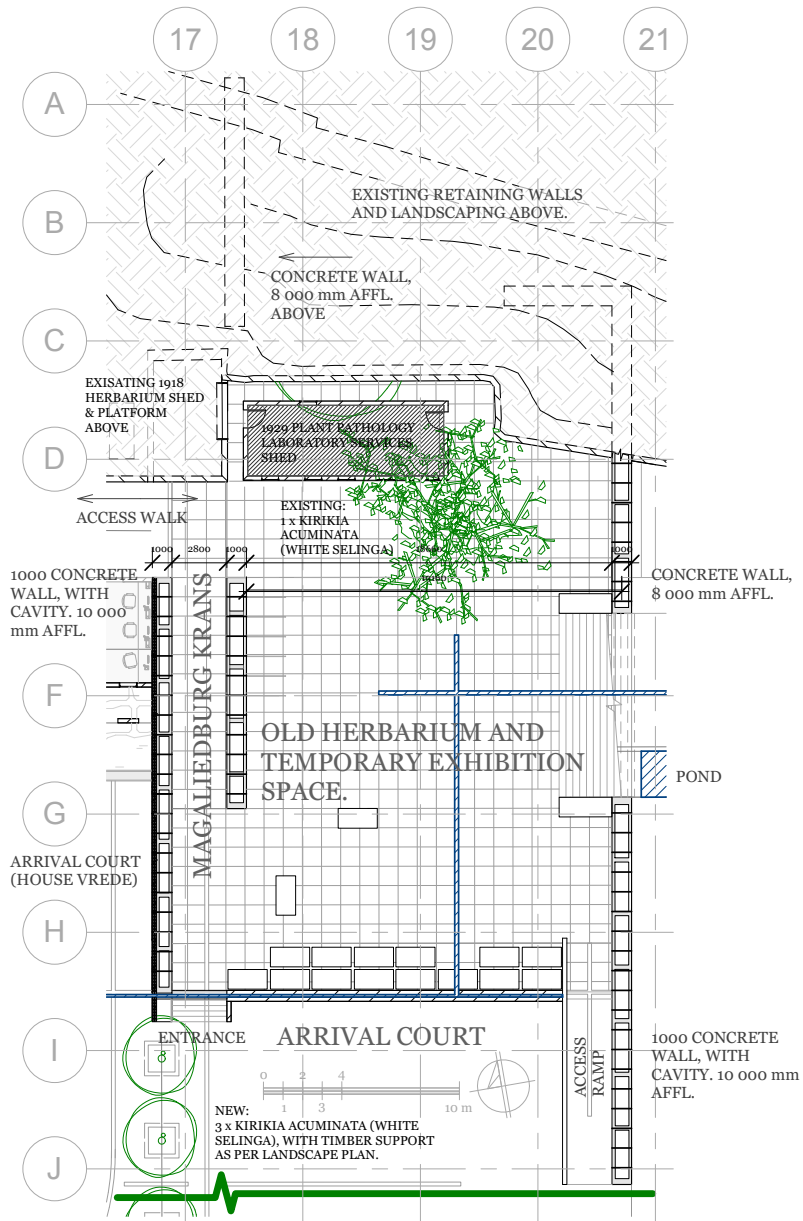 17 18 19 20 21
A
B
C
D
F
G
H
I
J
EXISTING RETAINING WALLS
AND LANDSCAPING ABOVE.
CONCRETE WALL,
8 000 mm AFFL.
ABOVE
EXISATING 1918
HERBARIUM SHED
& PLATFORM
ABOVE
1929 PLANT PATHOLOGY
LABORATORY SERVICES
SHED
ACCESS WALK
EXISTING:
1 x KIRIKIA
ACUMINATA
(WHITE SELINGA)
1000 2800 1000 1000
1000 CONCRETE
WALL, WITH
CAVITY. 10 000
mm AFFL.
CONCRETE WALL,
8 000 mm AFFL.
MAGALIEDBURG KRANS
OLD HERBARIUM AND
TEMPORARY EXHIBITION
SPACE.
POND
ARRIVAL COURT
(HOUSE VREDE)
ENTRANCE
ARRIVAL COURT
ACCESS
RAMP
1000 CONCRETE
WALL, WITH
CAVITY. 10 000 mm
AFFL.
0 2 4
1 3 10 m
NEW:
3 x KIRIKIA ACUMINATA (WHITE
SELINGA), WITH TIMBER SUPPORT
AS PER LANDSCAPE PLAN.